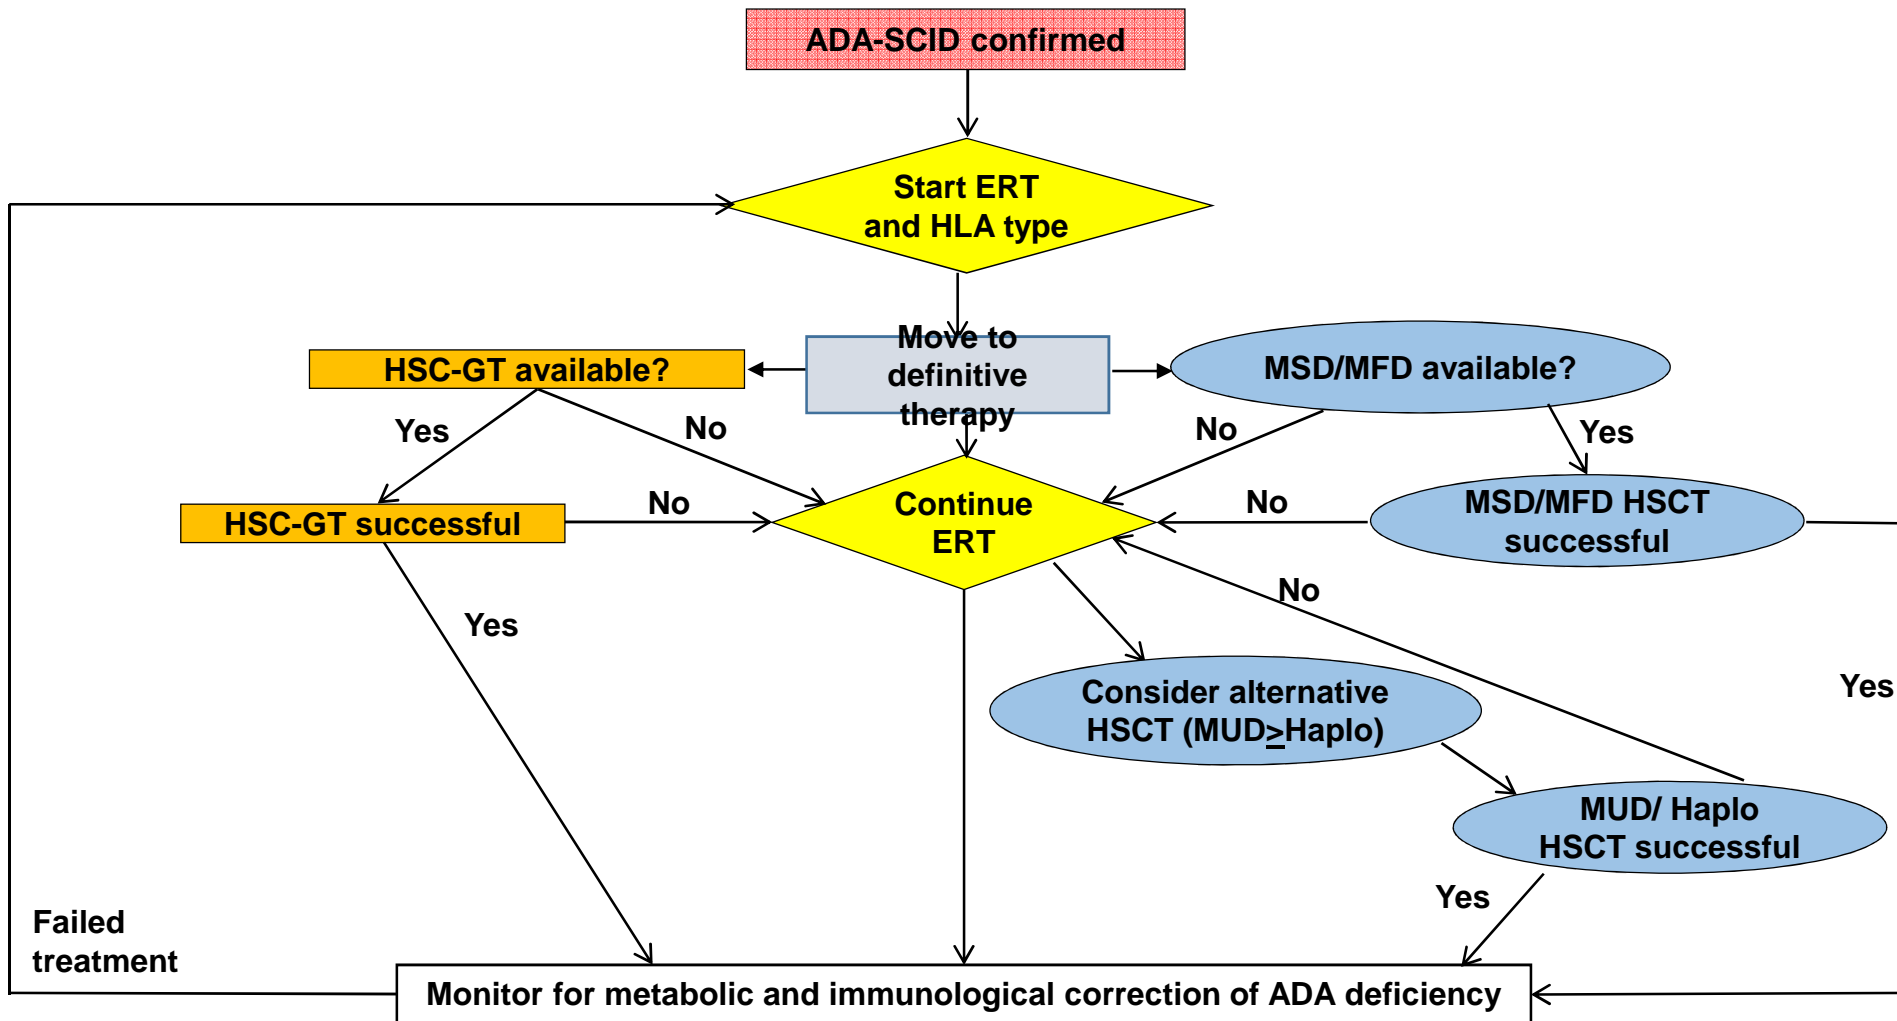 ADA-SCID confirmed
Start ERT
and HLA type
Move to
definitive
therapy
HSC-GT available?
MSD/MFD available?
Yes
No
No
Yes
HSC-GT successful
No
Continue
ERT
No
MSD/MFD HSCT
successful
Yes
No
Consider alternative
HSCT (MUD≥Haplo)
Yes
MUD/ Haplo
HSCT successful
Yes
Failed
treatment
Monitor for metabolic and immunological correction of ADA deficiency